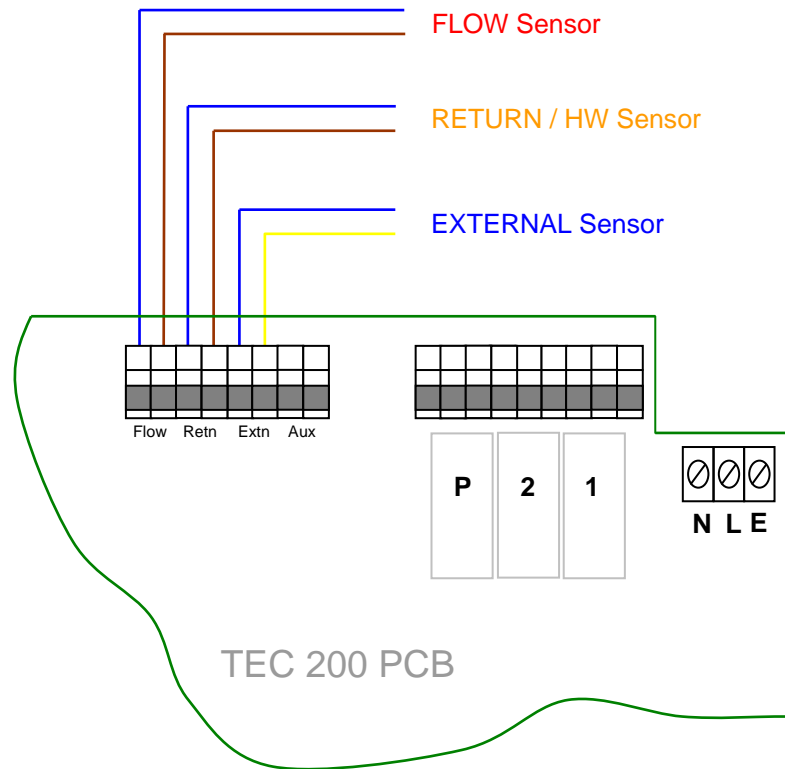 FLOW Sensor
RETURN / HW Sensor
EXTERNAL Sensor
Flow Retn Extn Aux
P 2 1
N L E
TEC 200 PCB